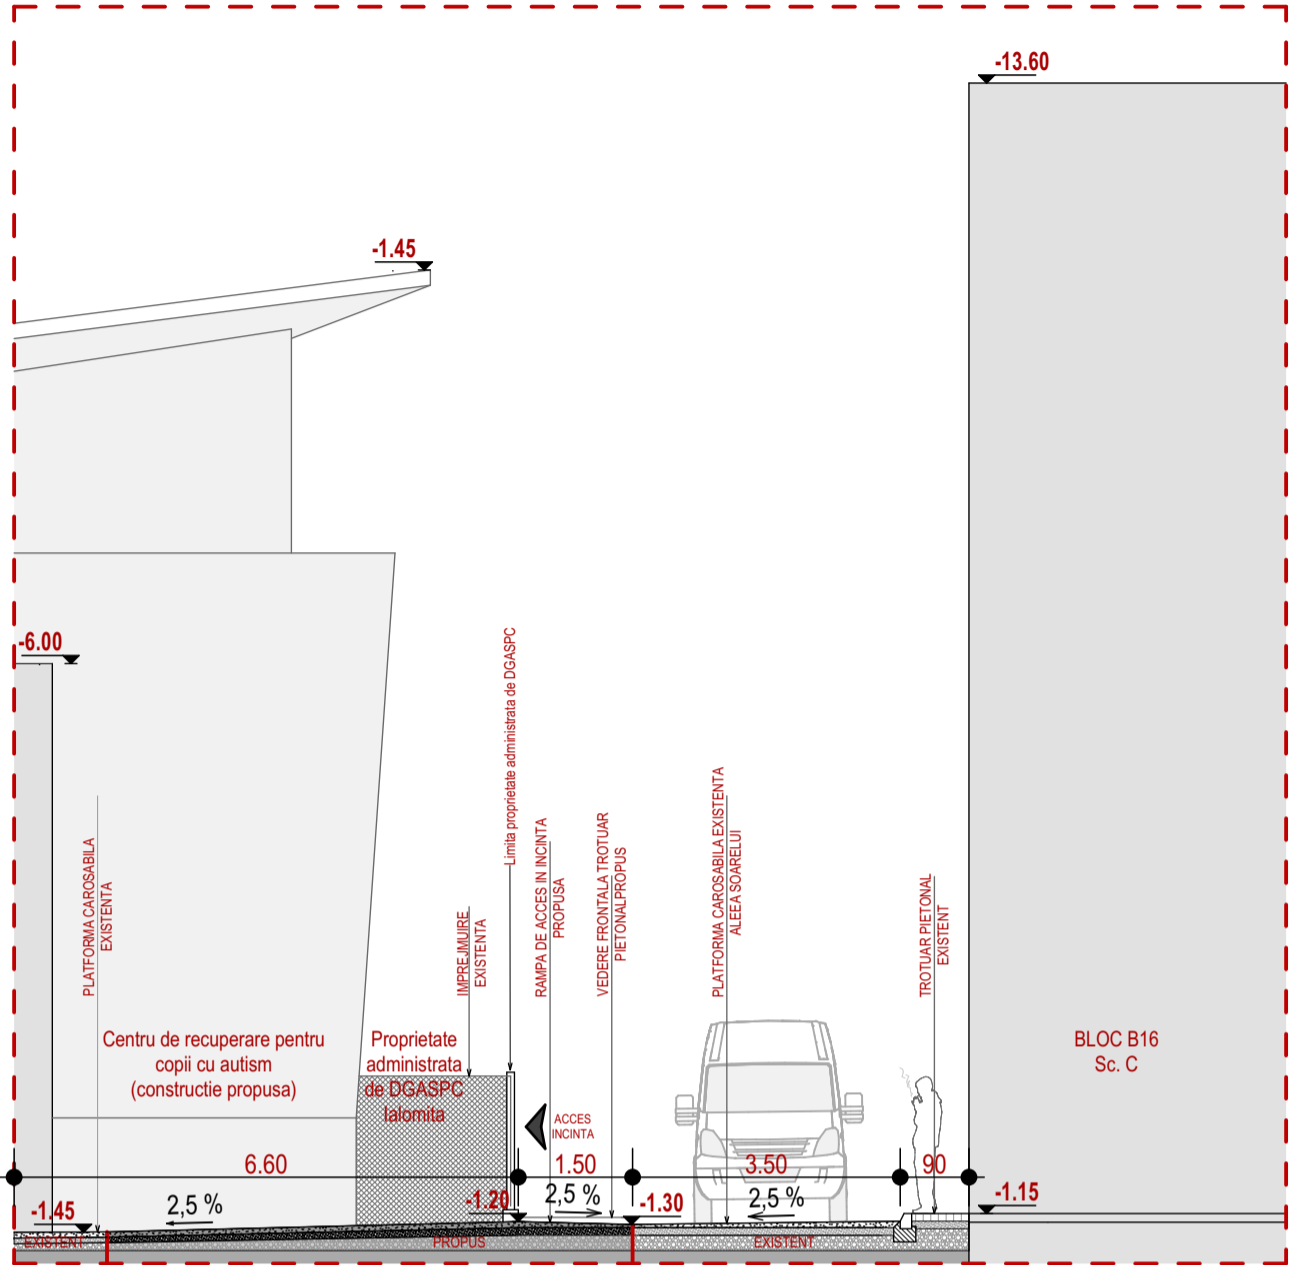 -13.60
-1.45
-6.00
Limita proprietate administrata de DGASPC
PLATFORMA CAROSABILA
EXISTENTA
IMPREJMUIRE
EXISTENTA
RAMPA DE ACCES IN INCINTA
PROPUSA
VEDERE FRONTALA TROTUAR
PIETONALPROPUS
PLATFORMA CAROSABILA EXISTENTA
ALEEA SOARELUI
TROTUAR PIETONAL
EXISTENT
Centru de recuperare pentru
copii cu autism
(constructie propusa)
Proprietate
administrata
de DGASPC
Ialomita
BLOC B16
Sc. C
ACCES
INCINTA
6.60
1.50
3.50
90
-1.45
2,5 %
-1.20
2,5 %
-1.30
2,5 %
-1.15
EXISTENT
PROPUS
EXISTENT